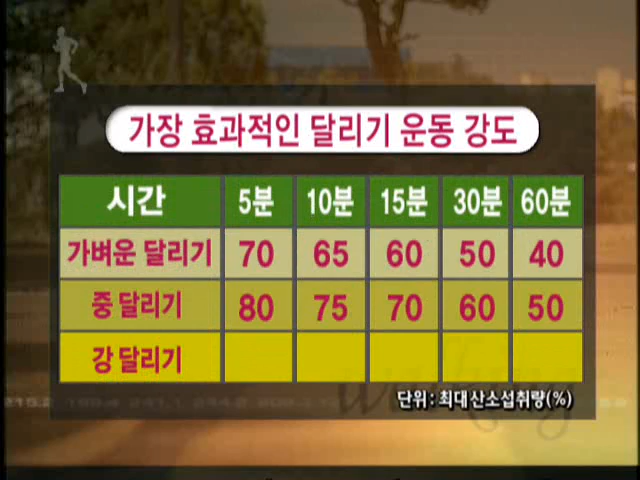 가장 효과적인 달리기 운동 강도
시간 5분 10분 15분 30분 60분
가벼운 달리기 70 65 60 50 40
중 달리기 80 75 70 60 50
강 달리기
단위 : 최대 산소섭취량(%)